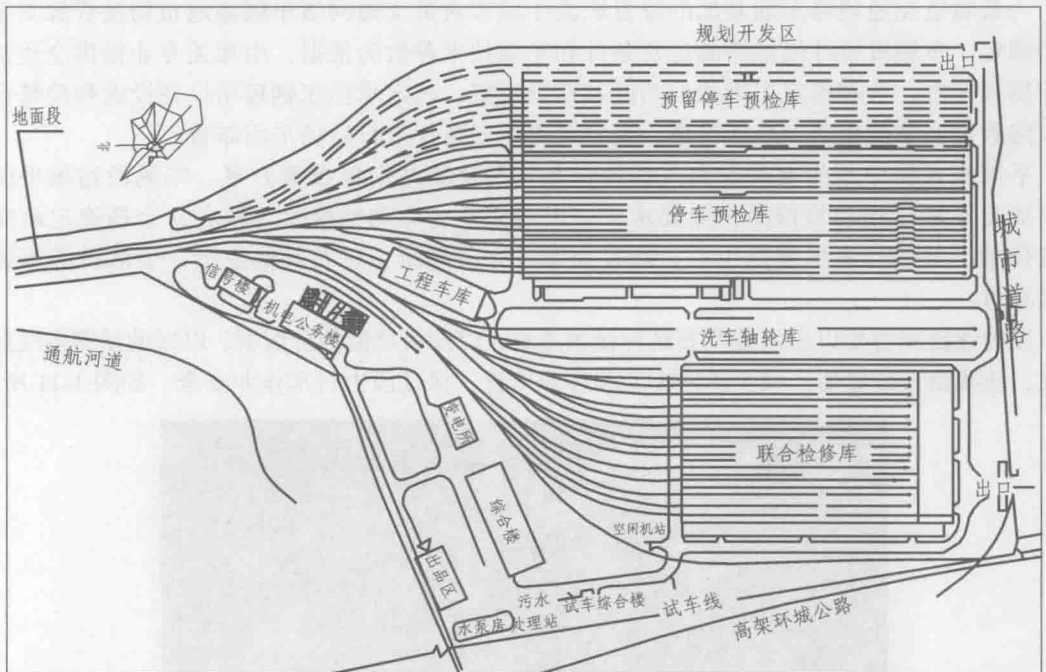 规划开发区
出口
预留停车预检库
地面段
北
停车预检库
城
市
道
路
工程车库
信号楼
机电公务楼
洗车轴轮库
通航河道
变电所
联合检修库
出口
综合楼
空闲机站
出品区
污水
处理站
试车综合楼
试车线
水泵房
高架环城公路